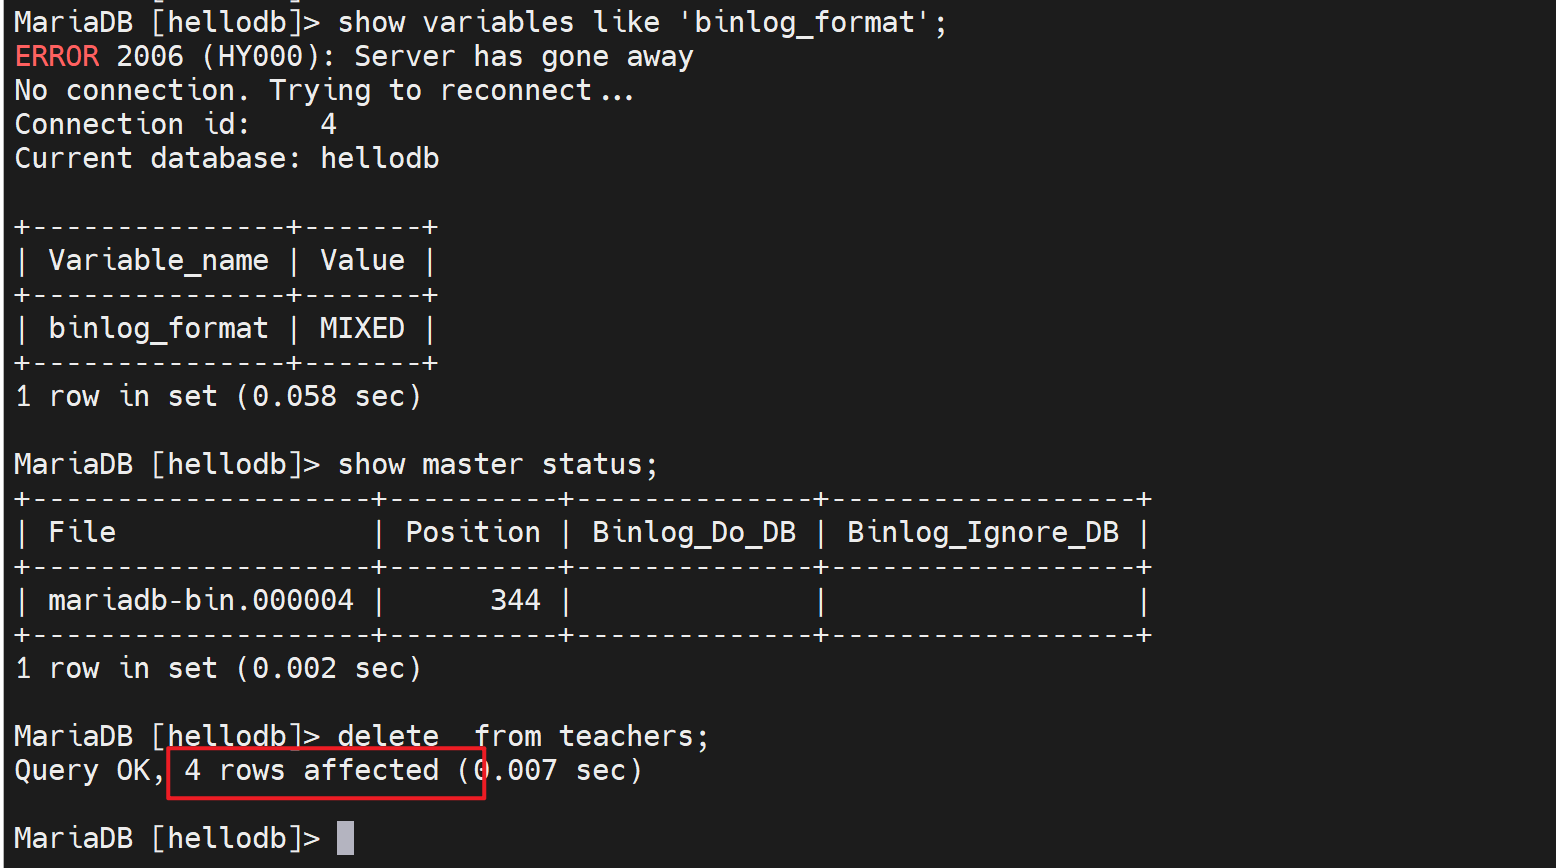 MariaDB [hellodb]> show variables like 'binlog_format';
ERROR 2006 (HY000): Server has gone away
No connection. Trying to reconnect...
Connection id:    4
Current database: hellodb
+---------------+-------+
| Variable_name | Value |
+---------------+-------+
| binlog_format | MIXED |
+---------------+-------+
1 row in set (0.058 sec)
MariaDB [hellodb]> show master status;
+--------------------+----------+--------------+------------------+
| File               | Position | Binlog_Do_DB | Binlog_Ignore_DB |
+--------------------+----------+--------------+------------------+
| mariadb-bin.000004 |      344 |              |                  |
+--------------------+----------+--------------+------------------+
1 row in set (0.002 sec)
MariaDB [hellodb]> delete  from teachers;
Query OK, 4 rows affected (0.007 sec)
MariaDB [hellodb]>